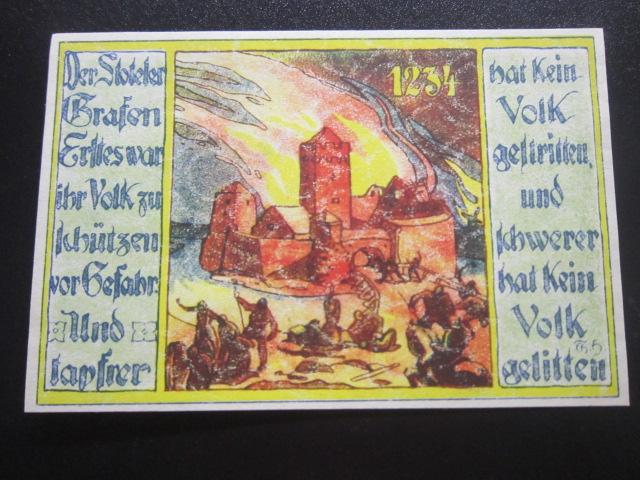 Der Stoteler
Grafen
Erstes war
ihr Volk zu
schützen
vor Gefahr.
Und
tapfrer
1234
hat kein
Volk
gestritten,
und
schwerer
hat kein
Volk
gelitten